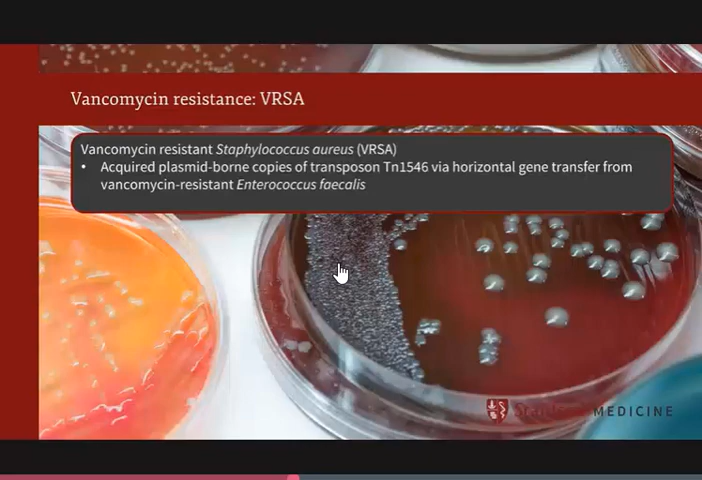 Vancomycin resistance: VRSA
Vancomycin resistant Staphylococcus aureus (VRSA)
• Acquired plasmid-borne copies of transposon Tn1546 via horizontal gene transfer from
vancomycin-resistant Enterococcus faecalis
MEDICINE